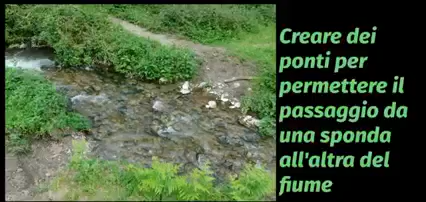 Creare dei
ponti per
permettere il
passaggio da
una sponda
all'altra del
fiume